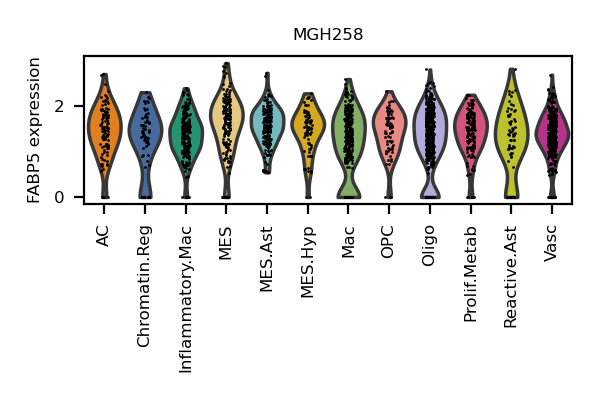 MGH258
FABP5 expression
2
0
AC
Chromatin.Reg
Inflammatory.Mac
MES
MES.Ast
MES.Hyp
Mac
OPC
Oligo
Prolif.Metab
Reactive.Ast
Vasc